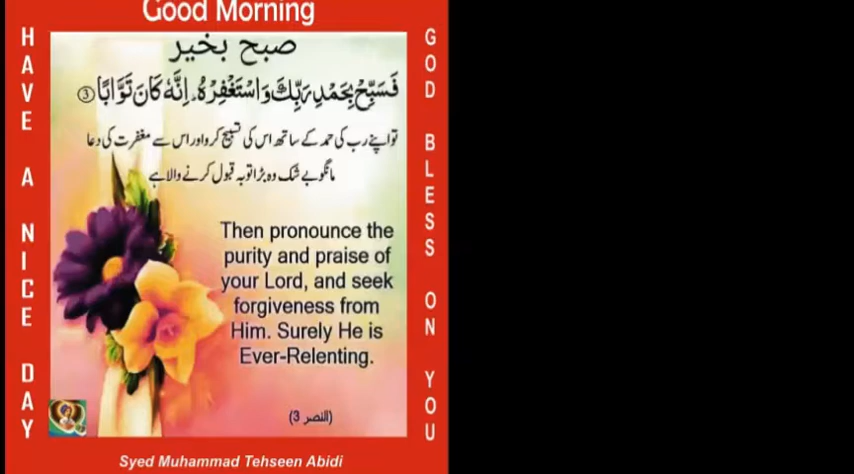 Good Morning
صبح بخیر
فَسَبِّحْ بِحَمْدِ رَبِّكَ وَاسْتَغْفِرْهُ ۚ اِنَّهٗ كَانَ تَوَّابًا ③
تو اپنے رب کی حمد کے ساتھ اس کی تسبیح کرو اور اس سے مغفرت کی دعا
مانگو بے شک وہ بڑا توبہ قبول کرنے والا ہے
Then pronounce the
purity and praise of
your Lord, and seek
forgiveness from
Him. Surely He is
Ever-Relenting.
(النصر 3)
HAVE A NICE DAY
GOD BLESS ON YOU
Syed Muhammad Tehseen Abidi